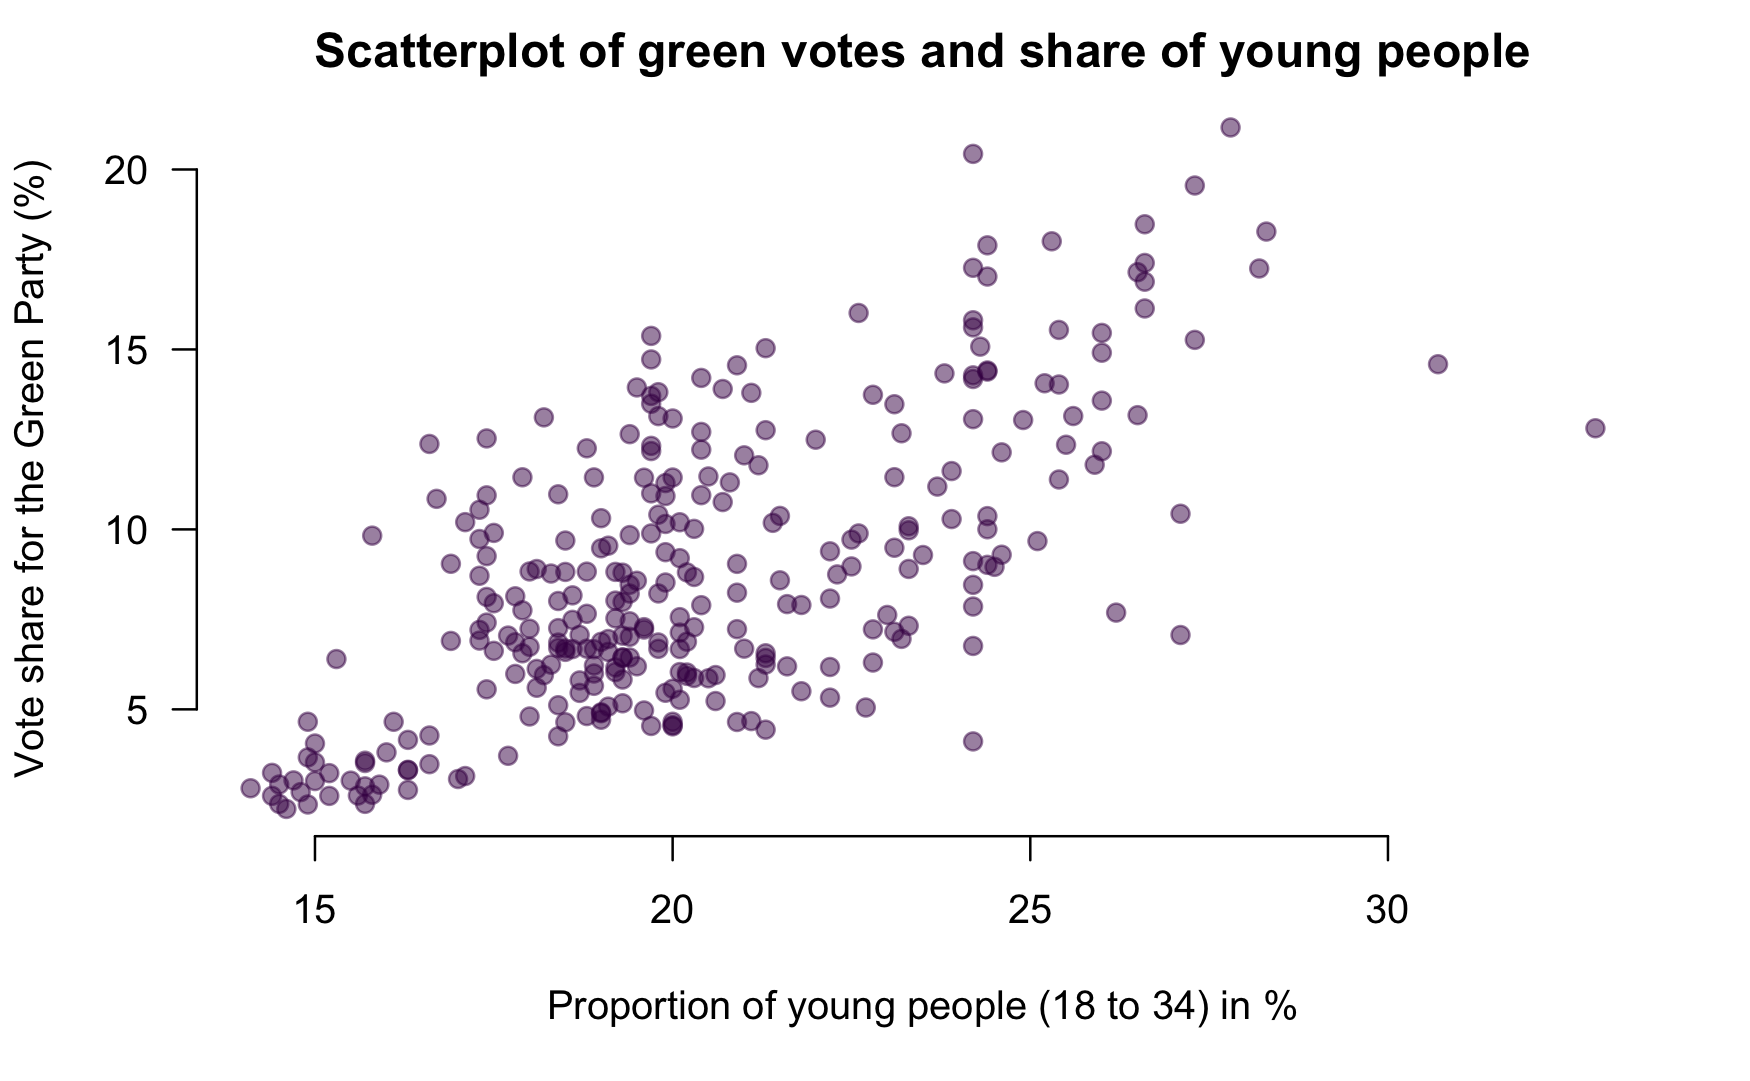 Scatterplot of green votes and share of young people
Vote share for the Green Party (%)
20
15
10
5
15 20 25 30
Proportion of young people (18 to 34) in %